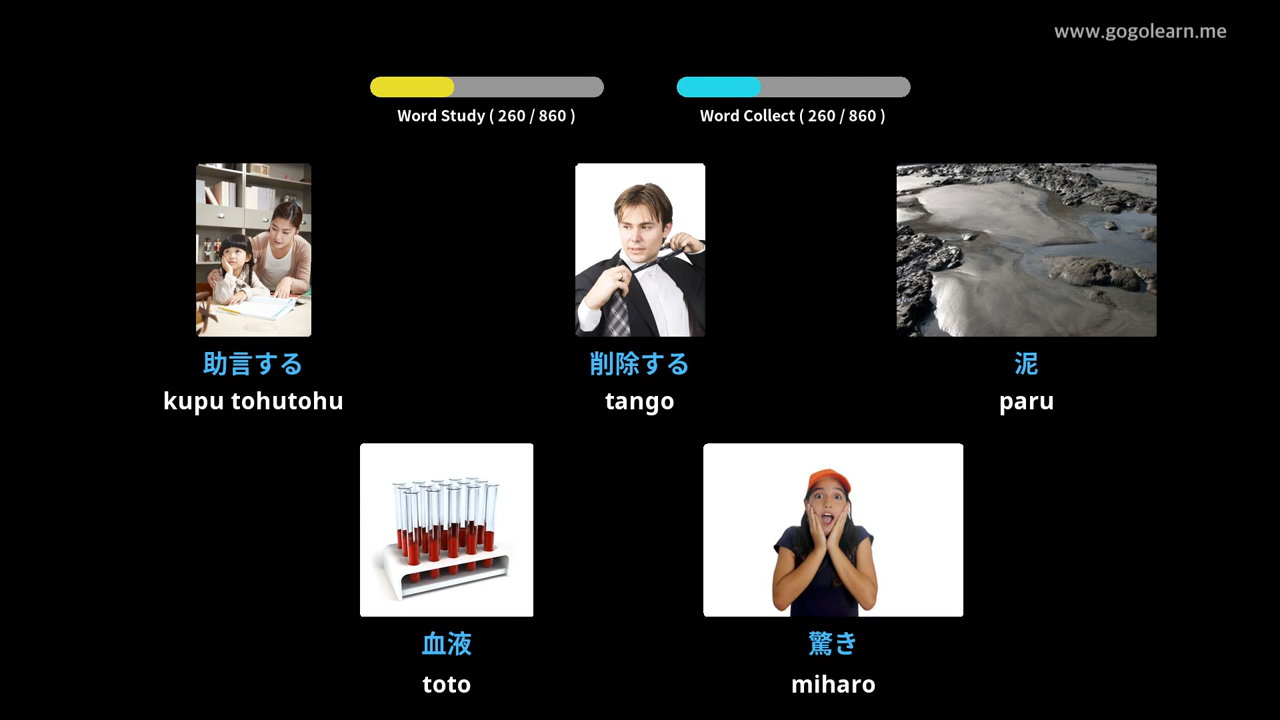 www.gogolearn.me
Word Study ( 260 / 860 )
Word Collect ( 260 / 860 )
助言する
kupu tohutohu
削除する
tango
泥
paru
血液
toto
驚き
miharo